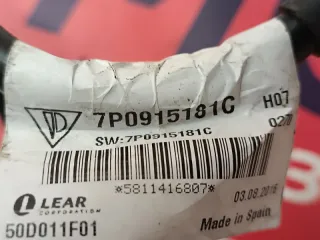 7P0915181C H07
SW:7P0915181C 027
*5811416807* 03.08.2016
LEAR
CORPORATION
50D011F01 Made in Spain